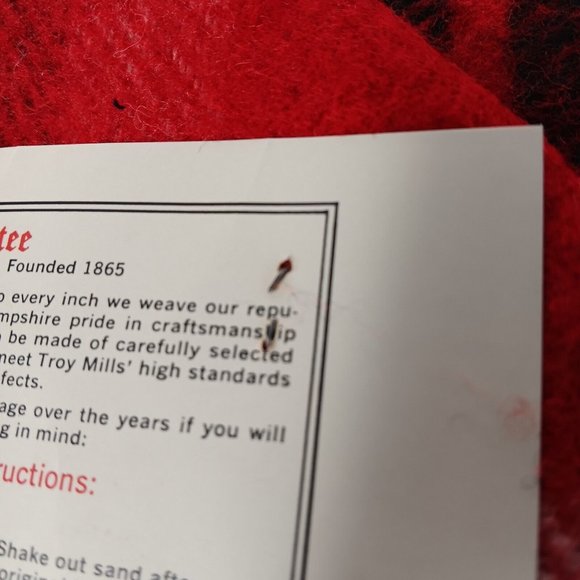 tee
Founded 1865
every inch we weave our repu-
mpshire pride in craftsmanship
be made of carefully selected
meet Troy Mills' high standards
fects.
age over the years if you will
g in mind:
ructions:
Shake out sand afte